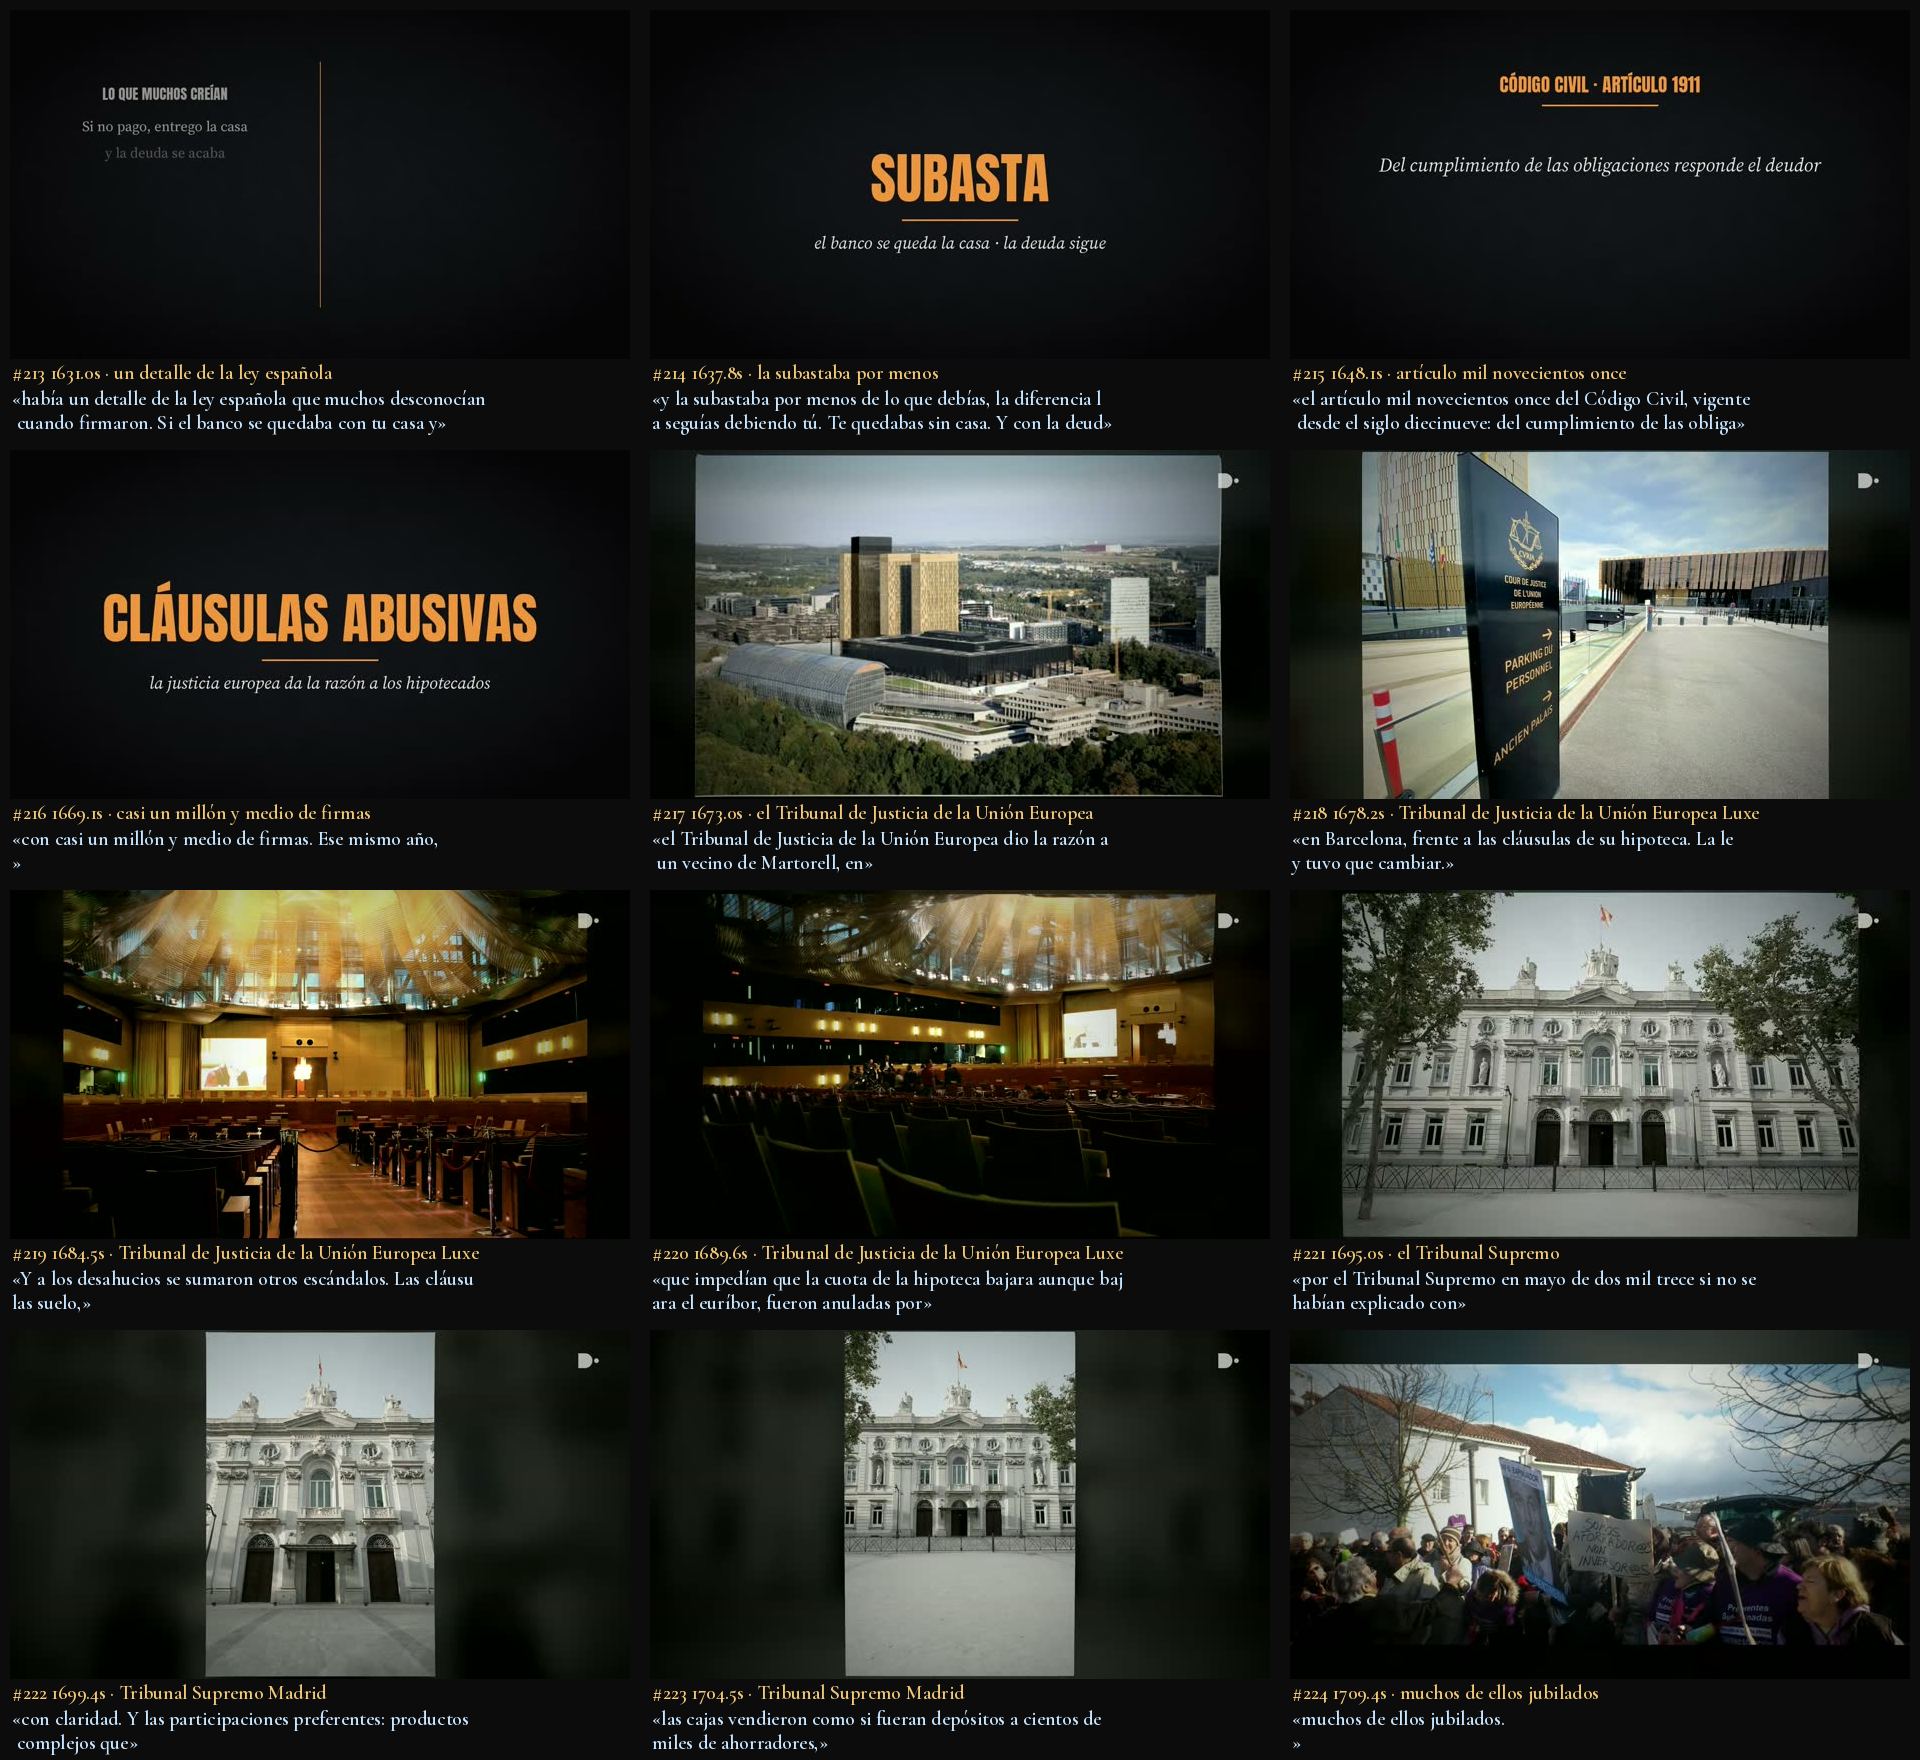 LO QUE MUCHOS CREÍAN
Si no pago, entrego la casa
y la deuda se acaba
#213 1631.0s · un detalle de la ley española
«había un detalle de la ley española que muchos desconocían
cuando firmaron. Si el banco se quedaba con tu casa y»
SUBASTA
el banco se queda la casa · la deuda sigue
#214 1637.8s · la subastaba por menos
«y la subastaba por menos de lo que debías, la diferencia l
a seguías debiendo tú. Te quedabas sin casa. Y con la deud»
CÓDIGO CIVIL · ARTÍCULO 1911
Del cumplimiento de las obligaciones responde el deudor
#215 1648.1s · artículo mil novecientos once
«el artículo mil novecientos once del Código Civil, vigente
desde el siglo diecinueve: del cumplimiento de las obliga»
CLÁUSULAS ABUSIVAS
la justicia europea da la razón a los hipotecados
#216 1669.1s · casi un millón y medio de firmas
«con casi un millón y medio de firmas. Ese mismo año,
»
#217 1673.0s · el Tribunal de Justicia de la Unión Europea
«el Tribunal de Justicia de la Unión Europea dio la razón a
un vecino de Martorell, en»
CVRIA
COUR DE JUSTICE
DE L'UNION
EUROPÉENNE
PARKING DU
PERSONNEL
ANCIEN PALAIS
#218 1678.2s · Tribunal de Justicia de la Unión Europea Luxe
«en Barcelona, frente a las cláusulas de su hipoteca. La le
y tuvo que cambiar.»
#219 1684.5s · Tribunal de Justicia de la Unión Europea Luxe
«Y a los desahucios se sumaron otros escándalos. Las cláusu
las suelo,»
#220 1689.6s · Tribunal de Justicia de la Unión Europea Luxe
«que impedían que la cuota de la hipoteca bajara aunque baj
ara el euríbor, fueron anuladas por»
#221 1695.0s · el Tribunal Supremo
«por el Tribunal Supremo en mayo de dos mil trece si no se
habían explicado con»
#222 1699.4s · Tribunal Supremo Madrid
«con claridad. Y las participaciones preferentes: productos
complejos que»
#223 1704.5s · Tribunal Supremo Madrid
«las cajas vendieron como si fueran depósitos a cientos de
miles de ahorradores,»
SOMOS
AFORRADOR@S
NON
INVERSOR@S
#224 1709.4s · muchos de ellos jubilados
«muchos de ellos jubilados.
»